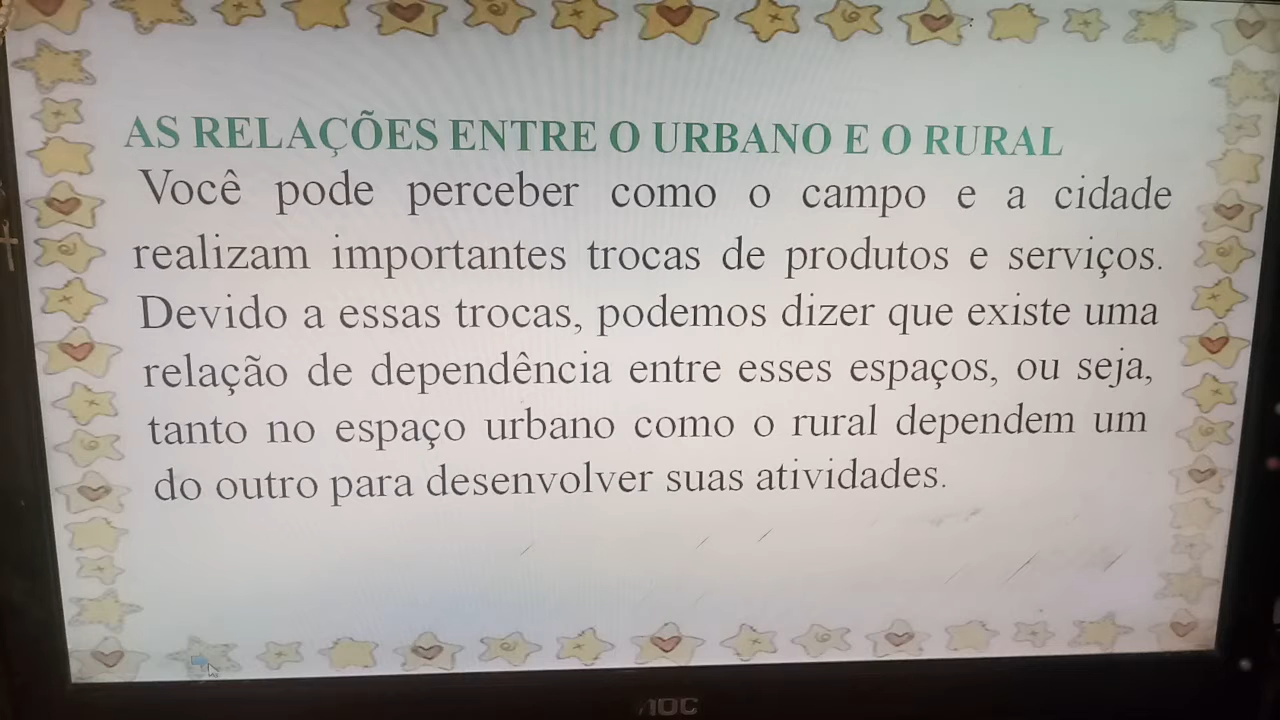 AS RELAÇÕES ENTRE O URBANO E O RURAL
Você pode perceber como o campo e a cidade
realizam importantes trocas de produtos e serviços.
Devido a essas trocas, podemos dizer que existe uma
relação de dependência entre esses espaços, ou seja,
tanto no espaço urbano como o rural dependem um
do outro para desenvolver suas atividades.
AOC